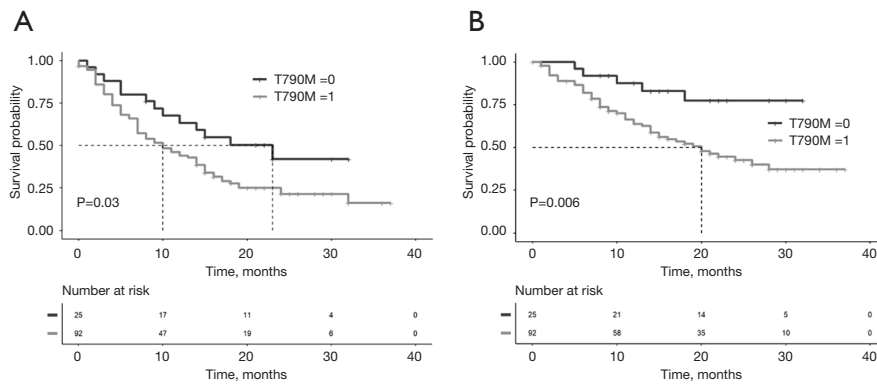 A
1.00
0.75
0.50
0.25
0.00
Survival probability
T790M =0
T790M =1
P=0.03
0 10 20 30 40
Time, months
Number at risk
25 17 11 4 0
92 47 19 6 0
0 10 20 30 40
Time, months
B
1.00
0.75
0.50
0.25
0.00
Survival probability
T790M =0
T790M =1
P=0.006
0 10 20 30 40
Time, months
Number at risk
25 21 14 5 0
92 58 35 10 0
0 10 20 30 40
Time, months